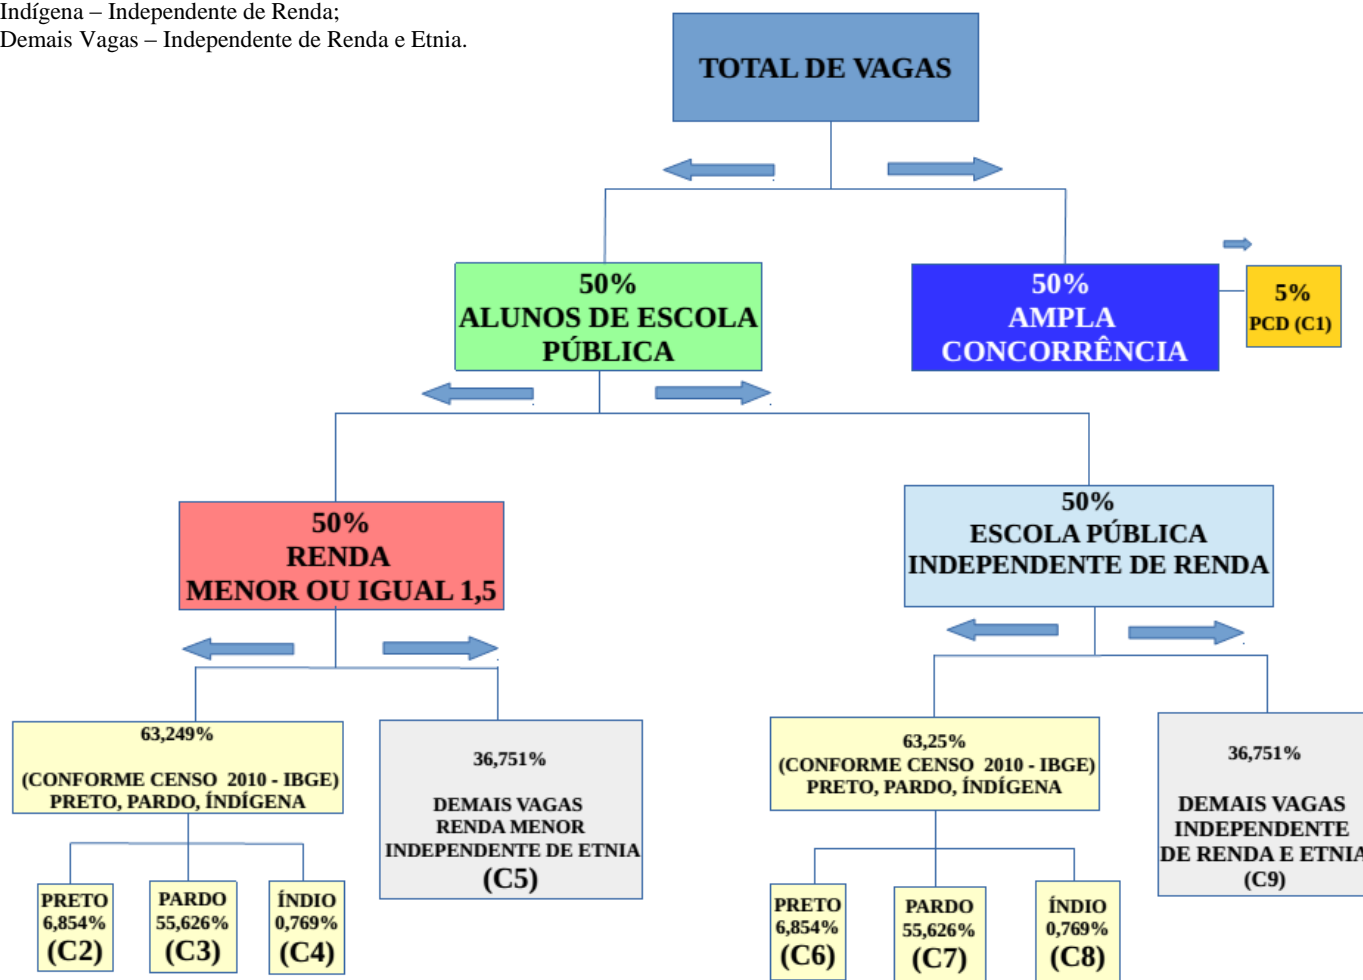 Indígena – Independente de Renda;
Demais Vagas – Independente de Renda e Etnia.
TOTAL DE VAGAS
50%
ALUNOS DE ESCOLA
PÚBLICA
50%
AMPLA
CONCORRÊNCIA
5%
PCD (C1)
50%
RENDA
MENOR OU IGUAL 1,5
50%
ESCOLA PÚBLICA
INDEPENDENTE DE RENDA
63,249%
(CONFORME CENSO 2010 - IBGE)
PRETO, PARDO, ÍNDÍGENA
36,751%
DEMAIS VAGAS
RENDA MENOR
INDEPENDENTE DE ETNIA
(C5)
63,25%
(CONFORME CENSO 2010 - IBGE)
PRETO, PARDO, ÍNDÍGENA
36,751%
DEMAIS VAGAS
INDEPENDENTE
DE RENDA E ETNIA
(C9)
PRETO
6,854%
(C2)
PARDO
55,626%
(C3)
ÍNDIO
0,769%
(C4)
PRETO
6,854%
(C6)
PARDO
55,626%
(C7)
ÍNDIO
0,769%
(C8)